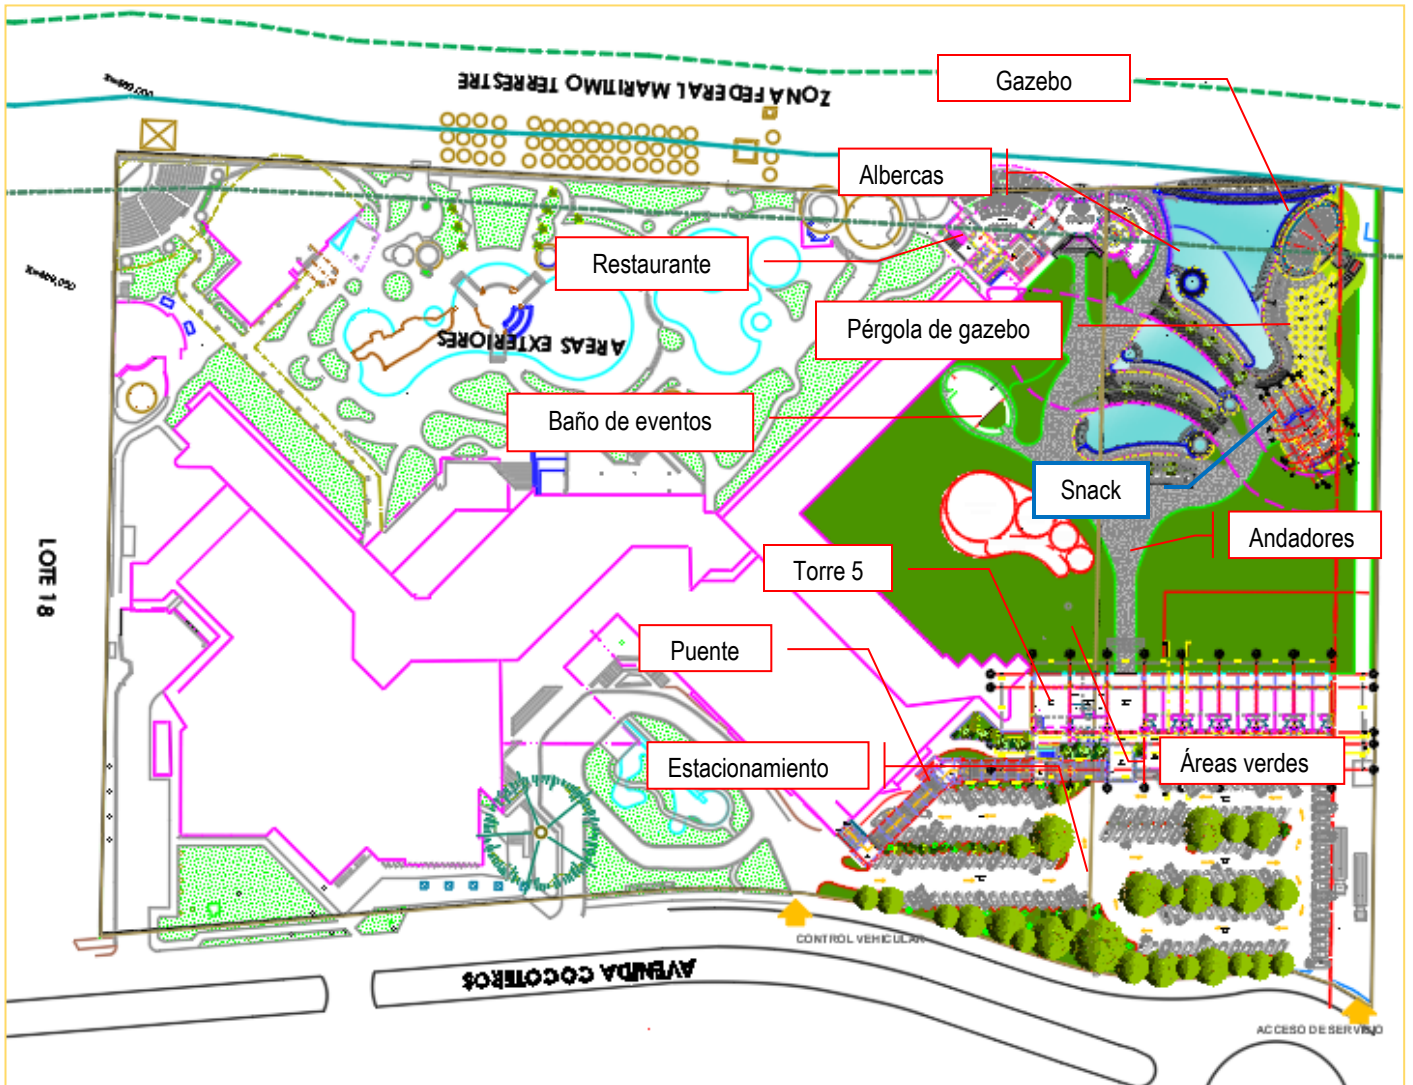 ZONA FEDERAL MARITIMO TERRESTRE
Gazebo
Albercas
Restaurante
Pérgola de gazebo
AREAS EXTERIORES
Baño de eventos
Snack
Andadores
LOTE 18
Torre 5
Puente
Estacionamiento
Áreas verdes
CONTROL VEHICULAR
AVENIDA COCOTEROS
ACCESO DE SERVICIO